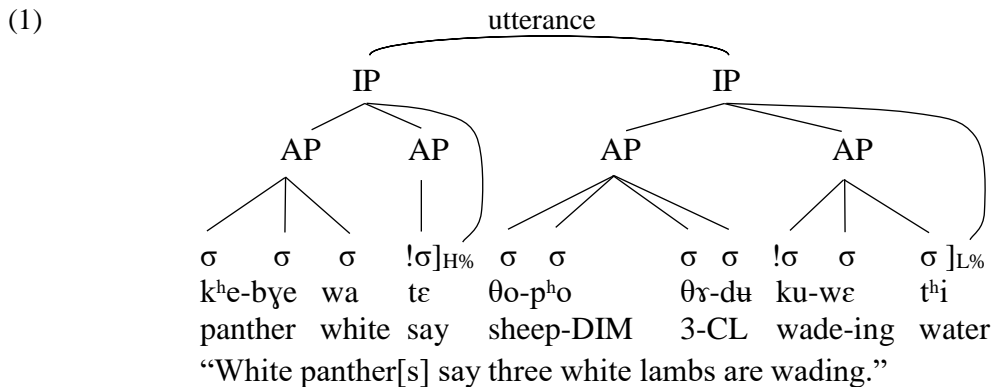 (1) utterance
IP IP
AP AP AP AP
σ σ σ !σ]H% σ σ σ σ !σ σ σ ]L%
kʰe-bɣe wa tɛ θo-pʰo θɤ-dʉ ku-wɛ tʰi
panther white say sheep-DIM 3-CL wade-ing water
“White panther[s] say three white lambs are wading.”